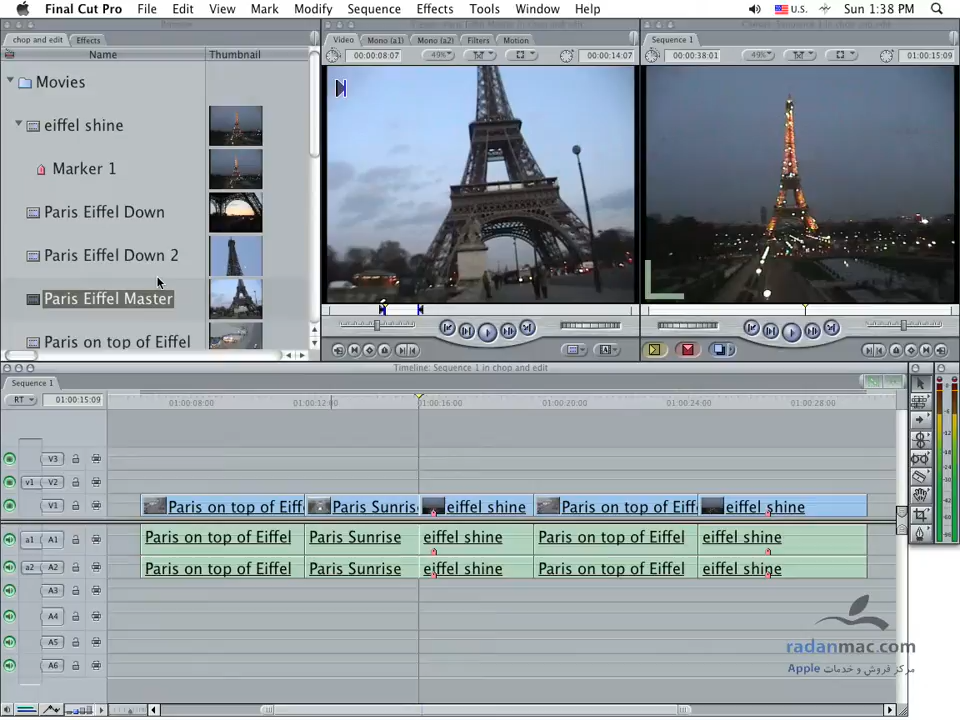 Final Cut Pro File Edit View Mark Modify Sequence Effects Tools Window Help U.S. Sun 1:38 PM
chop and edit Effects
Name Thumbnail
Movies
eiffel shine
Marker 1
Paris Eiffel Down
Paris Eiffel Down 2
Paris Eiffel Master
Paris on top of Eiffel
Video Mono (a1) Mono (a2) Filters Motion
00:00:08:07 49% 00:00:14:07
Sequence 1
00:00:38:01 49% 01:00:15:09
Timeline: Sequence 1 in chop and edit
Sequence 1
RT 01:00:15:09 01:00:08:00 01:00:12:00 01:00:16:00 01:00:20:00 01:00:24:00 01:00:28:00
V3
v1 V2
V1 Paris on top of Eiff Paris Sunris eiffel shine Paris on top of Eiff eiffel shine
a1 A1 Paris on top of Eiffel Paris Sunrise eiffel shine Paris on top of Eiffel eiffel shine
a2 A2 Paris on top of Eiffel Paris Sunrise eiffel shine Paris on top of Eiffel eiffel shine
A3
A4
A5
A6
radanmac.com
مرکز فروش و خدمات Apple